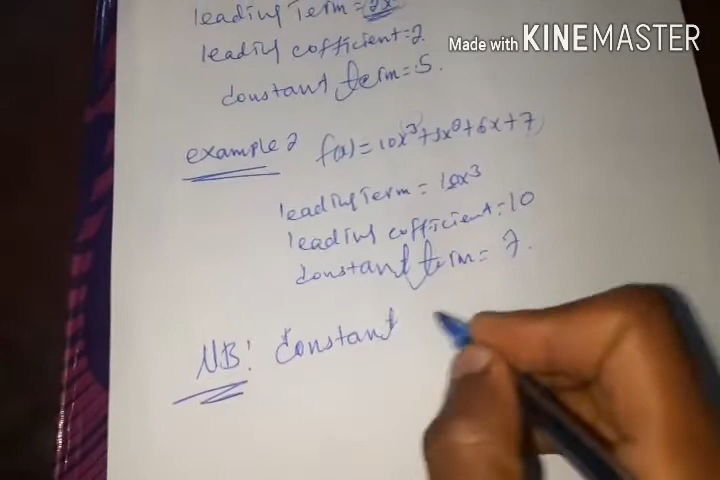 leading Term = 2x
leading cofficient = 2
Made with KINEMASTER
constant term = 5.
example 2 f(x) = 10x³ + 3x² + 6x + 7
leading Term = 10x³
leading cofficient = 10
constant term = 7.
NB! Constant